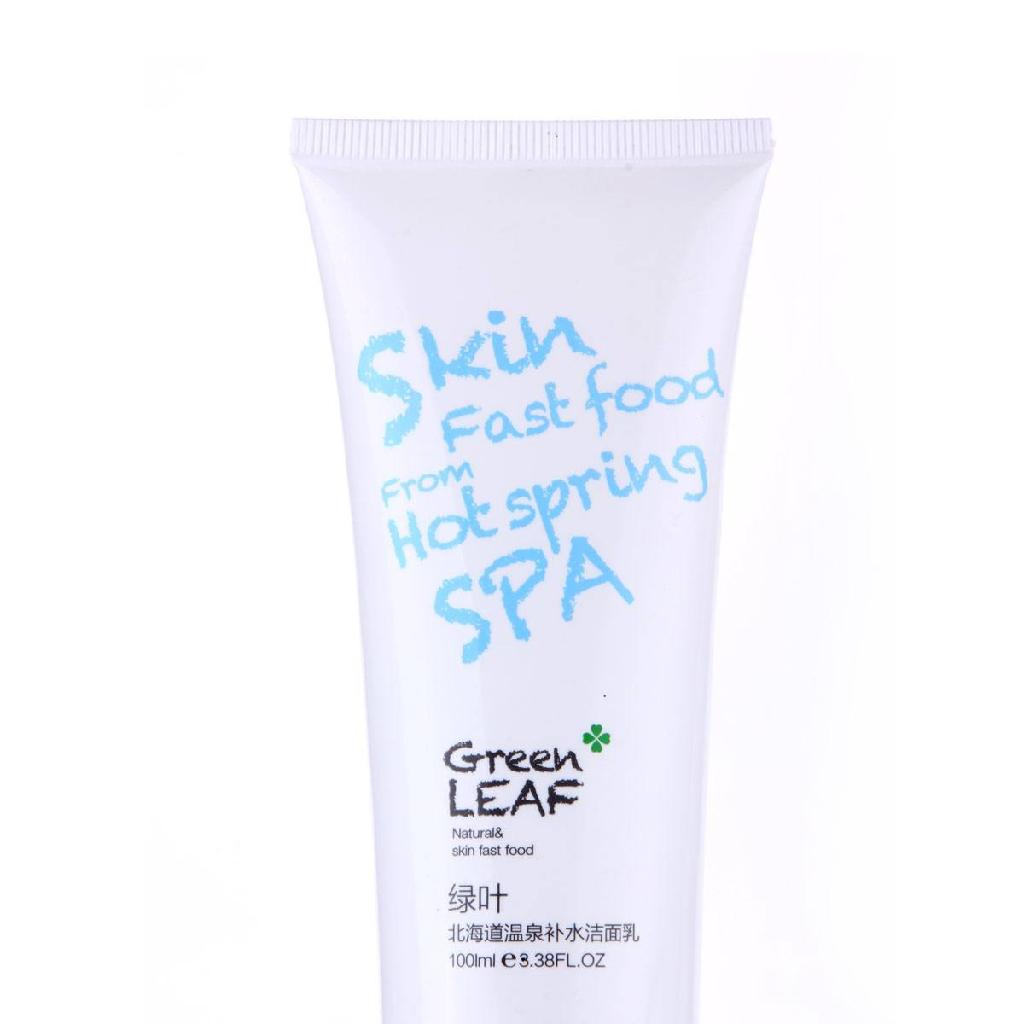 Skin
Fast food
From
Hot spring
SPA
Green
LEAF
Natural&
skin fast food
绿叶
北海道温泉补水洁面乳
100ml ℮3.38FL.OZ